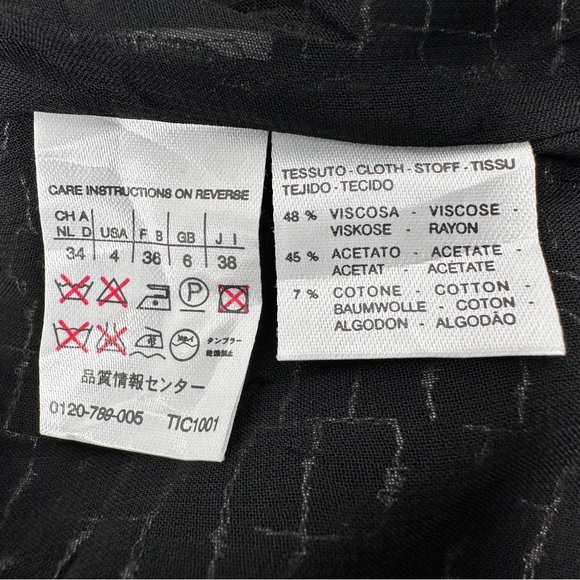 CARE INSTRUCTIONS ON REVERSE
CH A
NL D USA F B GB J I
34 4 36 6 38
P
タンブラー
乾燥禁止
品質情報センター
0120-789-005 TIC1001
TESSUTO - CLOTH - STOFF - TISSU
TEJIDO - TECIDO
48 % VISCOSA - VISCOSE -
VISKOSE - RAYON
45 % ACETATO - ACETATE -
ACETAT - ACÉTATE
7 % COTONE - COTTON -
BAUMWOLLE - COTON -
ALGODON - ALGODÃO